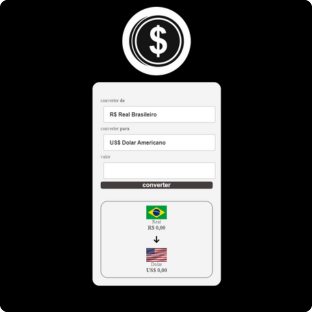 $
converter de
R$ Real Brasileiro
converter para
US$ Dolar Americano
valor
converter
Real
R$ 0,00
Dolar
US$ 0,00